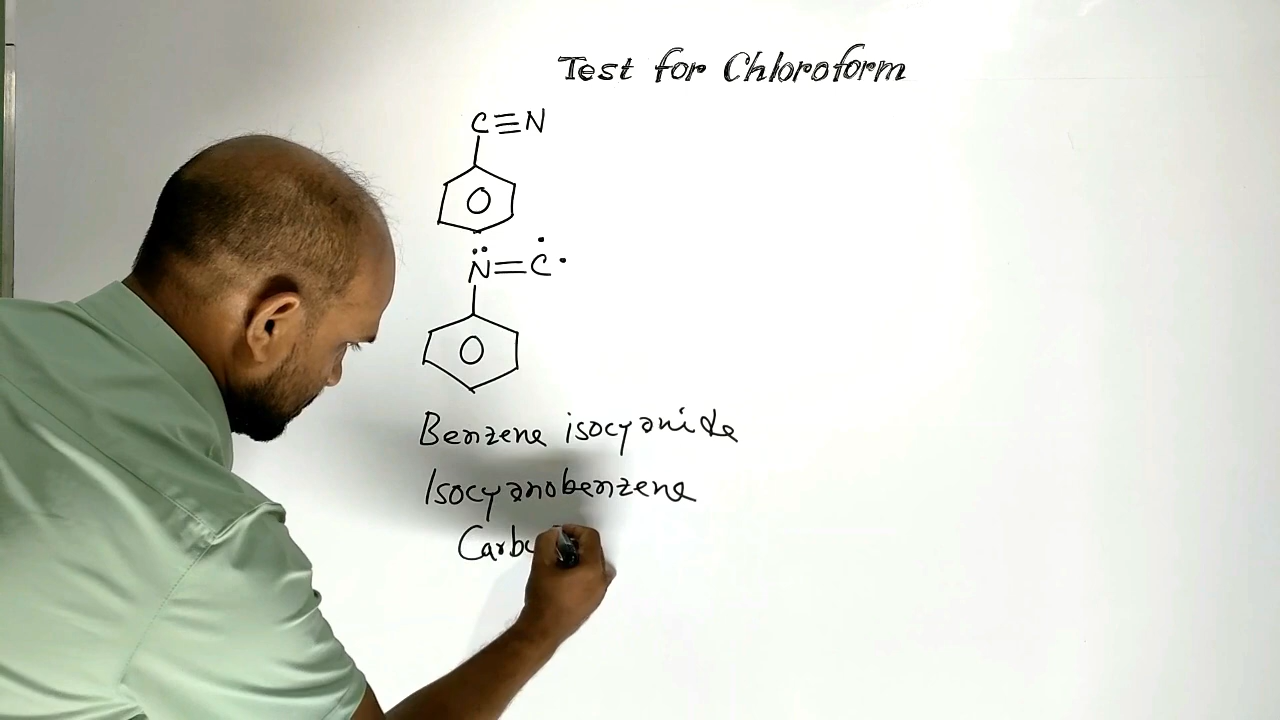 Test for Chloroform
C≡N
N=C
Benzene isocyanide
Isocyanobenzene